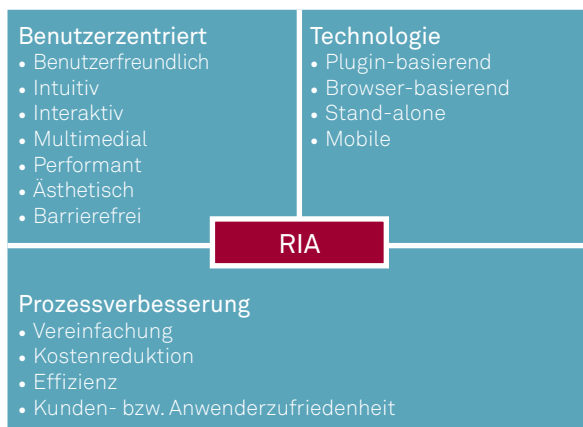 Benutzerzentriert
• Benutzerfreundlich
• Intuitiv
• Interaktiv
• Multimedial
• Performant
• Ästhetisch
• Barrierefrei
Technologie
• Plugin-basierend
• Browser-basierend
• Stand-alone
• Mobile
RIA
Prozessverbesserung
• Vereinfachung
• Kostenreduktion
• Effizienz
• Kunden- bzw. Anwenderzufriedenheit